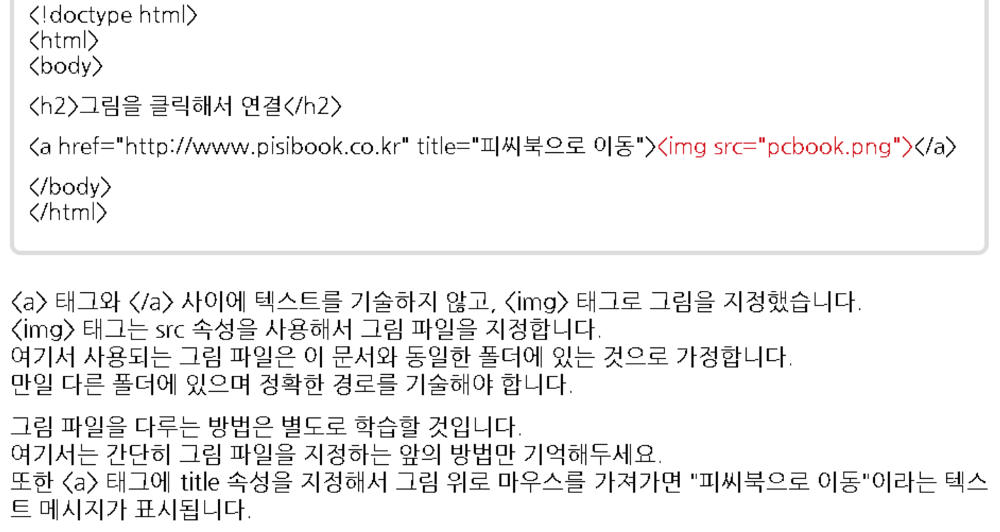 <!doctype html>
<html>
<body>
<h2>그림을 클릭해서 연결</h2>
<a href="http://www.pisibook.co.kr" title="피씨북으로 이동"><img src="pcbook.png"></a>
</body>
</html>
<a> 태그와 </a> 사이에 텍스트를 기술하지 않고, <img> 태그로 그림을 지정했습니다.
<img> 태그는 src 속성을 사용해서 그림 파일을 지정합니다.
여기서 사용되는 그림 파일은 이 문서와 동일한 폴더에 있는 것으로 가정합니다.
만일 다른 폴더에 있으며 정확한 경로를 기술해야 합니다.
그림 파일을 다루는 방법은 별도로 학습할 것입니다.
여기서는 간단히 그림 파일을 지정하는 앞의 방법만 기억해두세요.
또한 <a> 태그에 title 속성을 지정해서 그림 위로 마우스를 가져가면 "피씨북으로 이동"이라는 텍스
트 메시지가 표시됩니다.